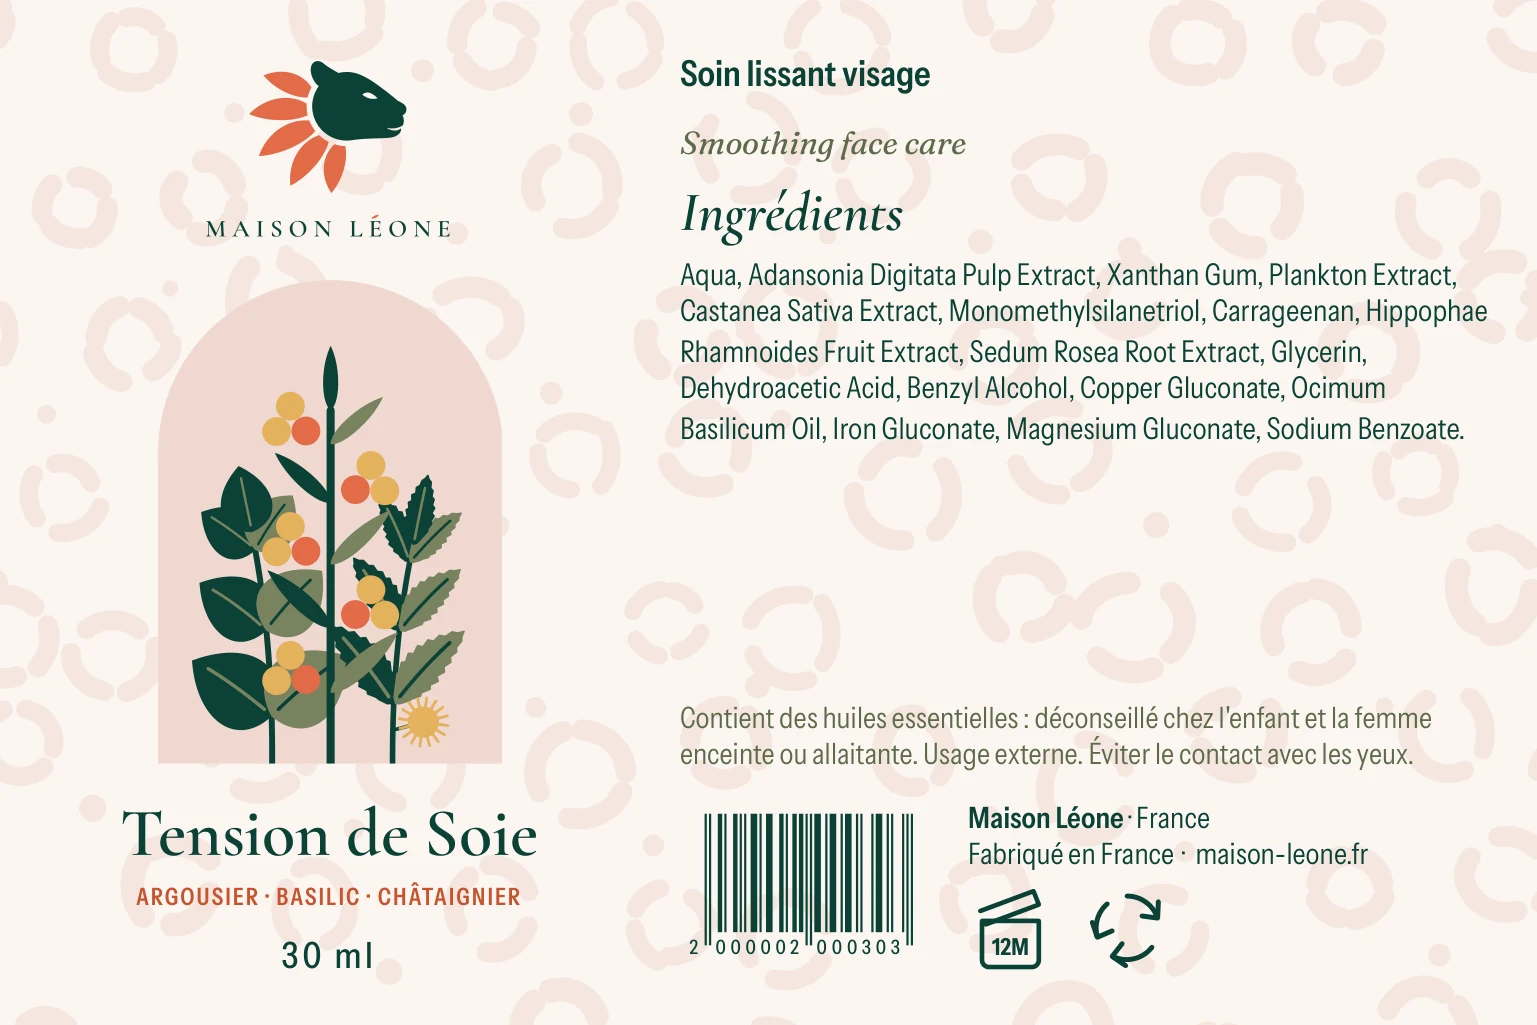 MAISON LÉONE
Tension de Soie
ARGOUSIER · BASILIC · CHÂTAIGNIER
30 ml
Soin lissant visage
Smoothing face care
Ingrédients
Aqua, Adansonia Digitata Pulp Extract, Xanthan Gum, Plankton Extract,
Castanea Sativa Extract, Monomethylsilanetriol, Carrageenan, Hippophae
Rhamnoides Fruit Extract, Sedum Rosea Root Extract, Glycerin,
Dehydroacetic Acid, Benzyl Alcohol, Copper Gluconate, Ocimum
Basilicum Oil, Iron Gluconate, Magnesium Gluconate, Sodium Benzoate.
Contient des huiles essentielles : déconseillé chez l'enfant et la femme
enceinte ou allaitante. Usage externe. Éviter le contact avec les yeux.
2 000002 000303
Maison Léone · France
Fabriqué en France · maison-leone.fr
12M